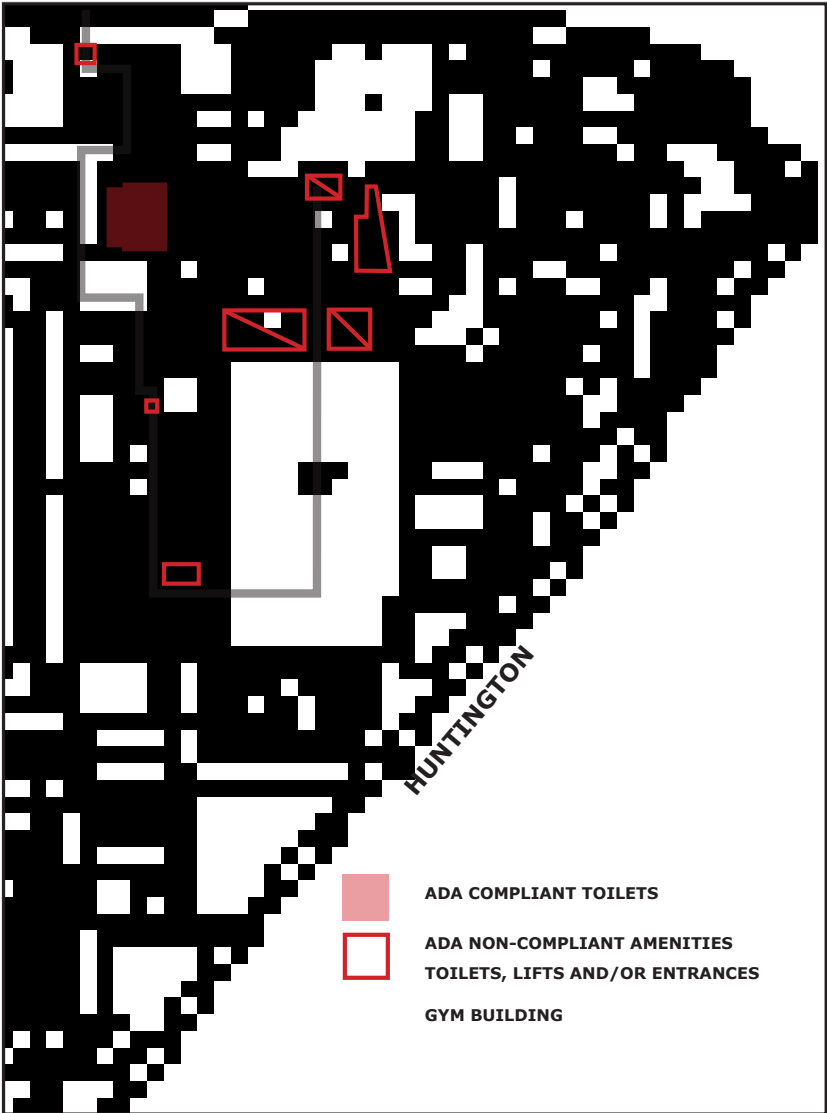 HUNTINGTON
ADA COMPLIANT TOILETS
ADA NON-COMPLIANT AMENITIES
TOILETS, LIFTS AND/OR ENTRANCES
GYM BUILDING